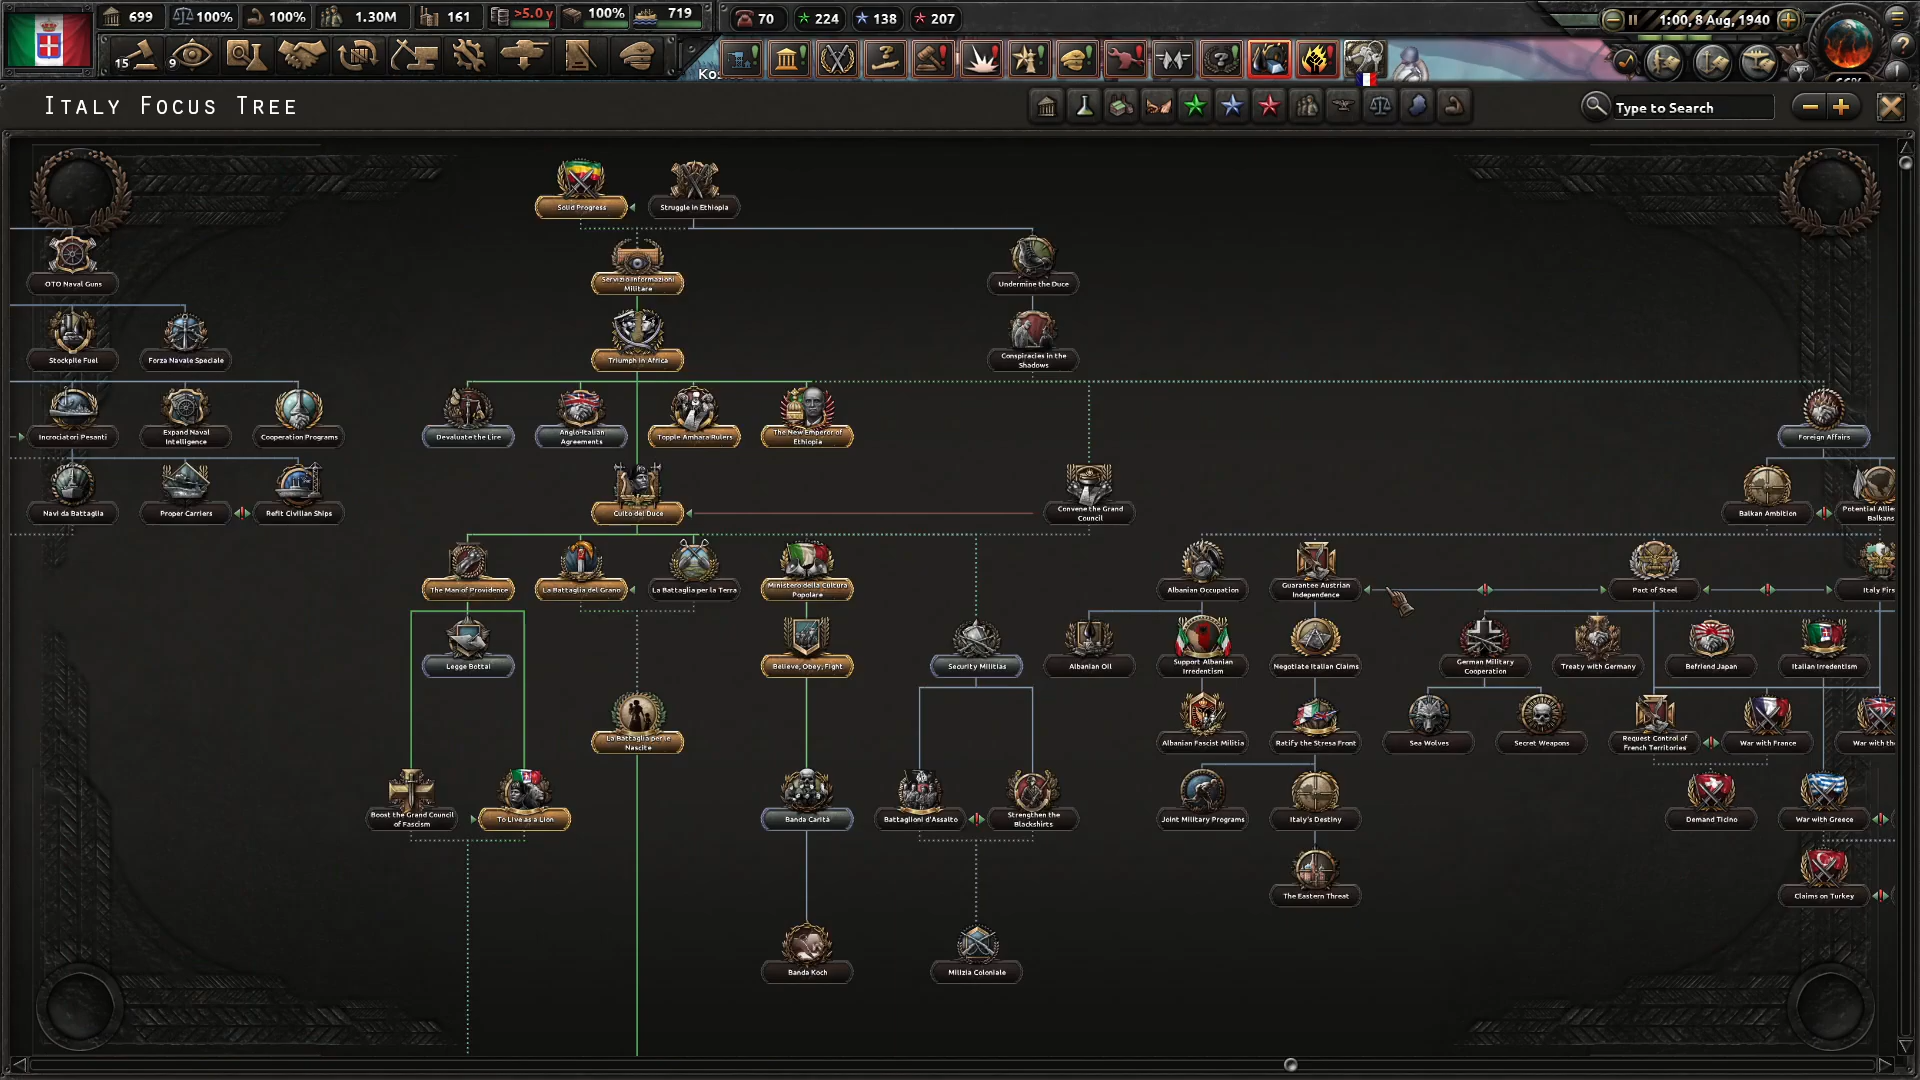 699
100%
100%
1.30M
161
>5.0 y
100%
719
70
224
138
207
1:00, 8 Aug, 1940
15
9
Italy Focus Tree
Type to Search
Solid Progress
Struggle in Ethiopia
OTO Naval Guns
Servizio Informazioni
Militare
Undermine the Duce
Stockpile Fuel
Forza Navale Speciale
Triumph in Africa
Conspiracies in the
Shadows
Incrociatori Pesanti
Expand Naval
Intelligence
Cooperation Programs
Devaluate the Lire
Anglo-Italian
Agreements
Topple Amhara Rulers
The New Emperor of
Ethiopia
Foreign Affairs
Navi da Battaglia
Proper Carriers
Refit Civilian Ships
Culto del Duce
Convene the Grand
Council
Balkan Ambition
Potential Allie
Balkans
The Man of Providence
La Battaglia del Grano
La Battaglia per la Terra
Ministero della Cultura
Popolare
Albanian Occupation
Guarantee Austrian
Independence
Pact of Steel
Italy Firs
Legge Bottai
Believe, Obey, Fight
Security Militias
Albanian Oil
Support Albanian
Irredentism
Negotiate Italian Claims
German Military
Cooperation
Treaty with Germany
Befriend Japan
Italian Irredentism
La Battaglia per le
Nascite
Albanian Fascist Militia
Ratify the Stresa Front
Sea Wolves
Secret Weapons
Request Control of
French Territories
War with France
War with th
Boost the Grand Council
of Fascism
To Live as a Lion
Banda Carità
Battaglioni d'Assalto
Strengthen the
Blackshirts
Joint Military Programs
Italy's Destiny
Demand Ticino
War with Greece
The Eastern Threat
Claims on Turkey
Banda Koch
Milizia Coloniale